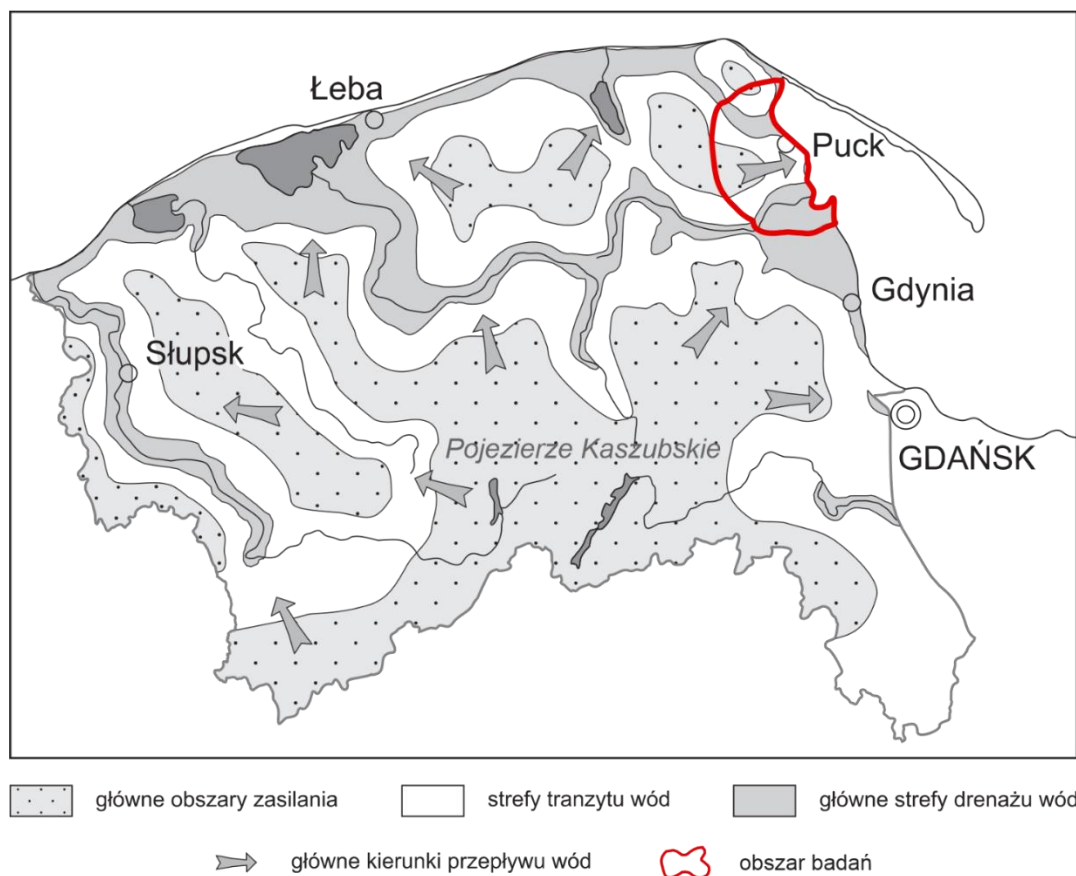 Łeba
Puck
Gdynia
Słupsk
Pojezierze Kaszubskie
GDAŃSK
główne obszary zasilania
strefy tranzytu wód
główne strefy drenażu wód
główne kierunki przepływu wód
obszar badań